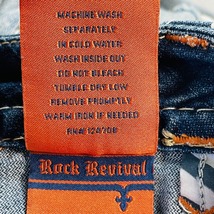 MACHINE WASH
SEPARATELY
IN COLD WATER
WASH INSIDE OUT
DO NOT BLEACH
TUMBLE DRY LOW
REMOVE PROMPTLY
WARM IRON IF NEEDED
RN# 128708
Rock Revival